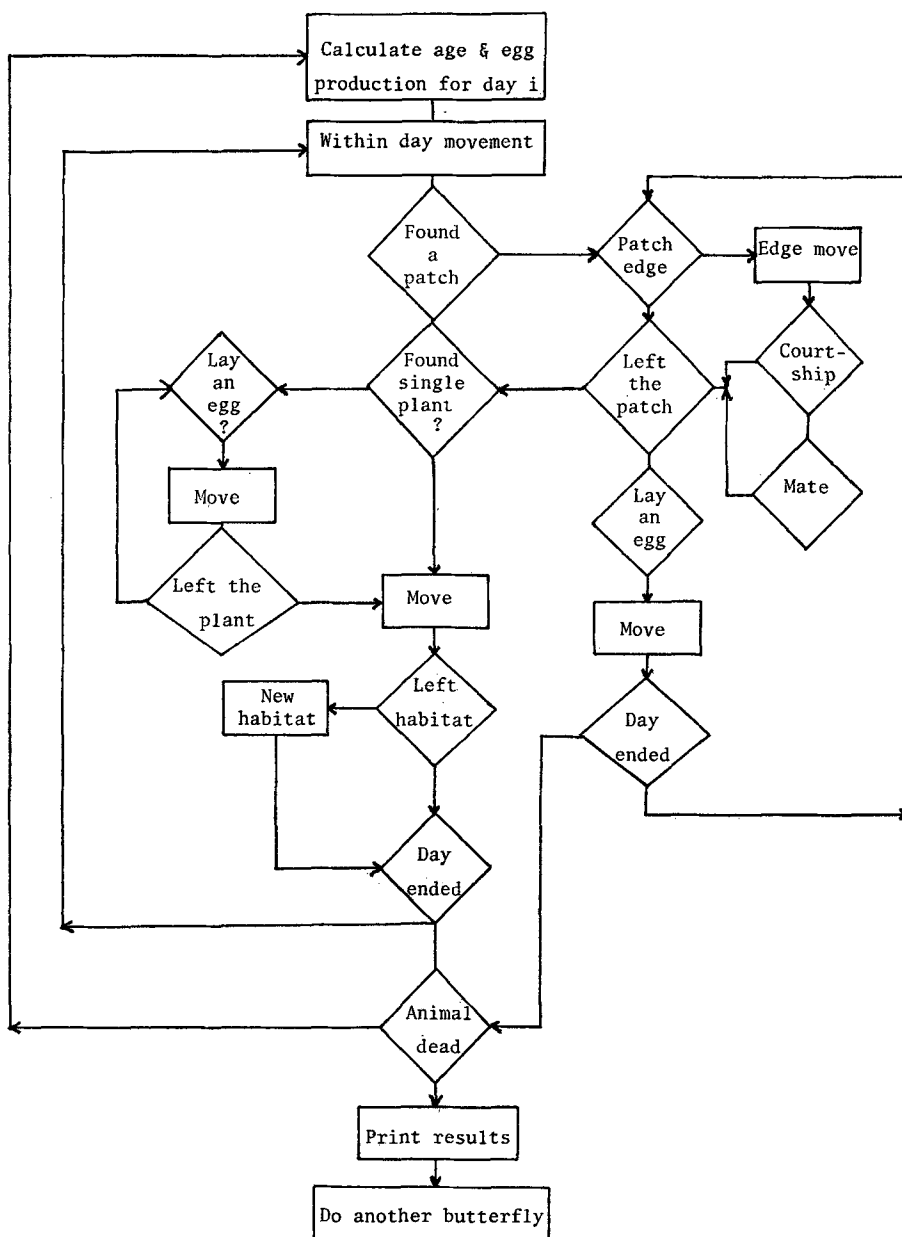 Calculate age & egg
production for day i
Within day movement
Found
a
patch
Patch
edge
Edge move
Lay
an
egg
?
Found
single
plant
?
Left
the
patch
Court-
ship
Move
Lay
an
egg
Mate
Left the
plant
Move
Move
New
habitat
Left
habitat
Day
ended
Day
ended
Animal
dead
Print results
Do another butterfly